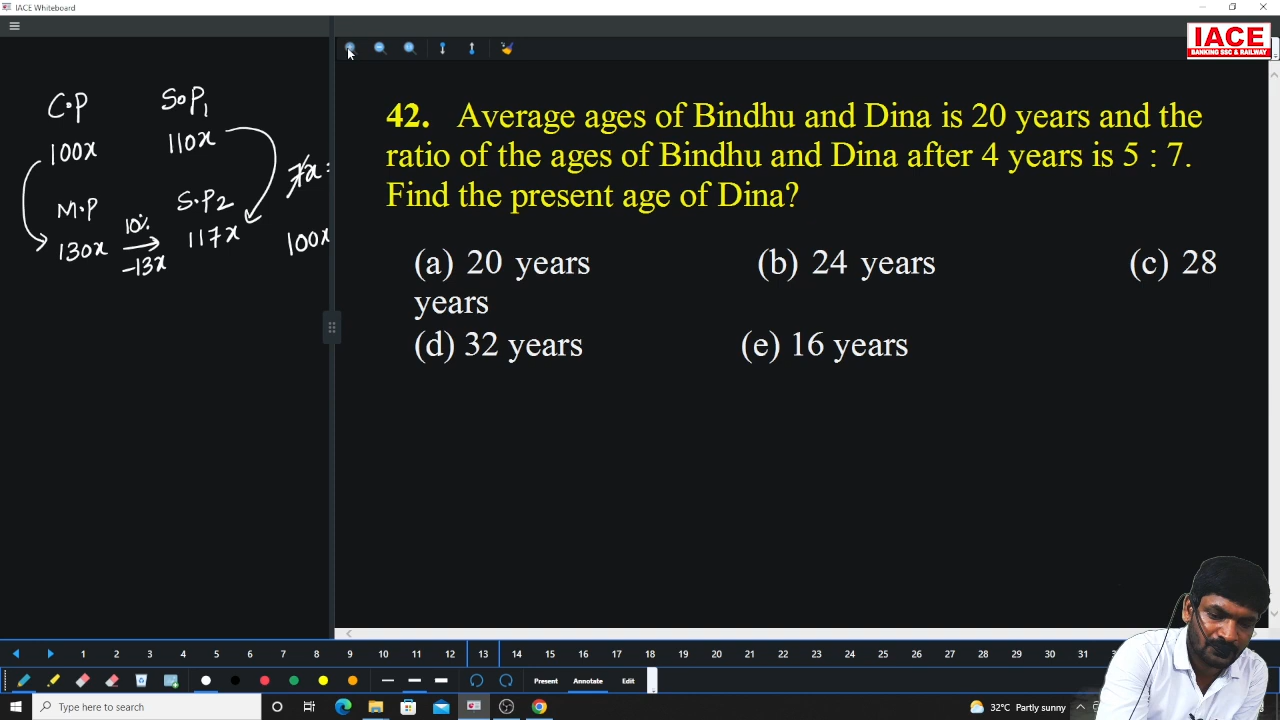 IACE Whiteboard
IACE
BANKING SSC & RAILWAY
C.P S.P1
100x 110x
7x =
M.P 10% S.P2
130x -13x 117x 100x
42. Average ages of Bindhu and Dina is 20 years and the
ratio of the ages of Bindhu and Dina after 4 years is 5 : 7.
Find the present age of Dina?
(a) 20 years (b) 24 years (c) 28
years
(d) 32 years (e) 16 years
1 2 3 4 5 6 7 8 9 10 11 12 13 14 15 16 17 18 19 20 21 22 23 24 25 26 27 28 29 30 31
Present Annotate Edit
Type here to search
32°C Partly sunny